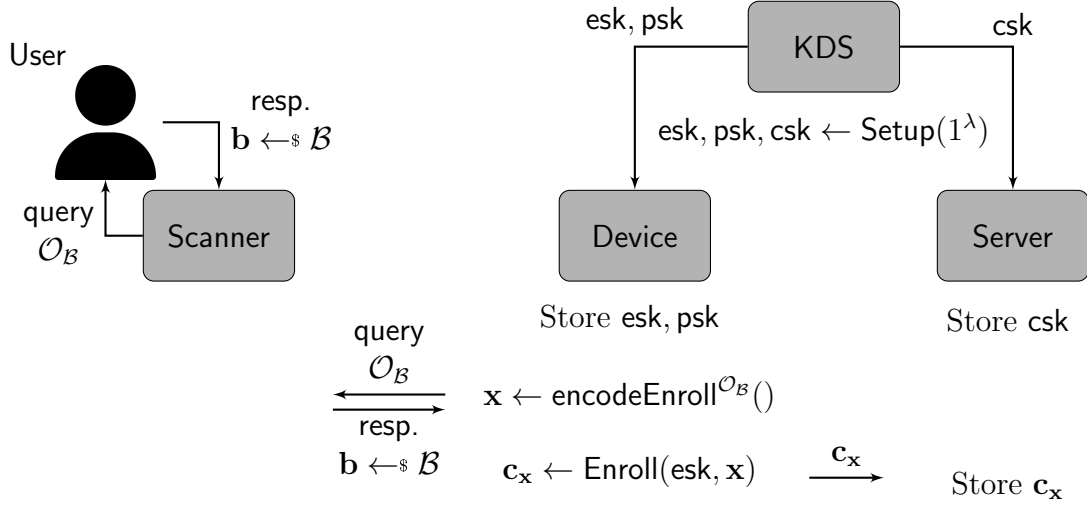 User
resp.
𝐛 ←$ ℬ
query
𝒪_ℬ
Scanner
esk, psk
KDS
csk
esk, psk, csk ← Setup(1^λ)
Device
Server
Store esk, psk
Store csk
query
𝒪_ℬ
resp.
𝐛 ←$ ℬ
𝐱 ← encodeEnroll^{𝒪_ℬ}()
𝐜_𝐱 ← Enroll(esk, 𝐱)
𝐜_𝐱
Store 𝐜_𝐱